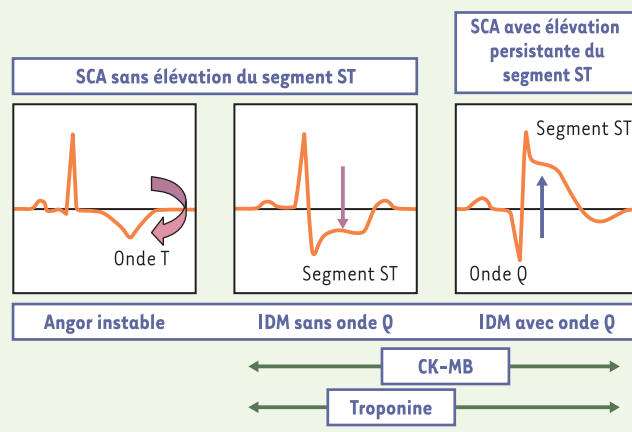 SCA sans élévation du segment ST
SCA avec élévation
persistante du
segment ST
Onde T
Segment ST
Segment ST
Onde Q
Angor instable
IDM sans onde Q
IDM avec onde Q
CK-MB
Troponine